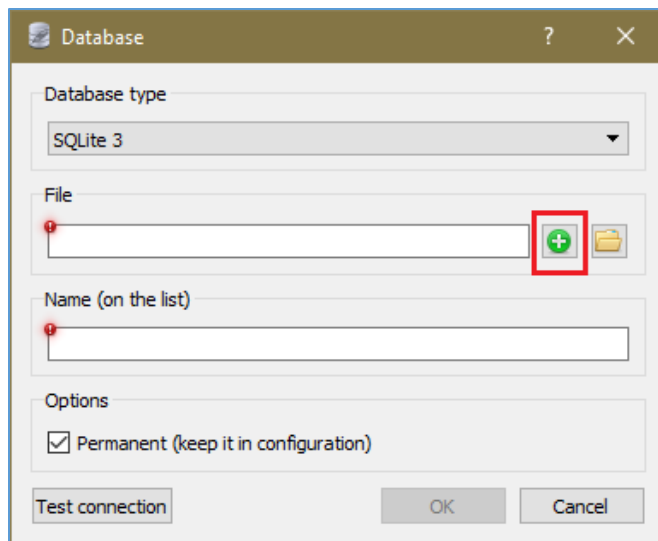 Database
?
Database type
SQLite 3
File
Name (on the list)
Options
Permanent (keep it in configuration)
Test connection
OK
Cancel